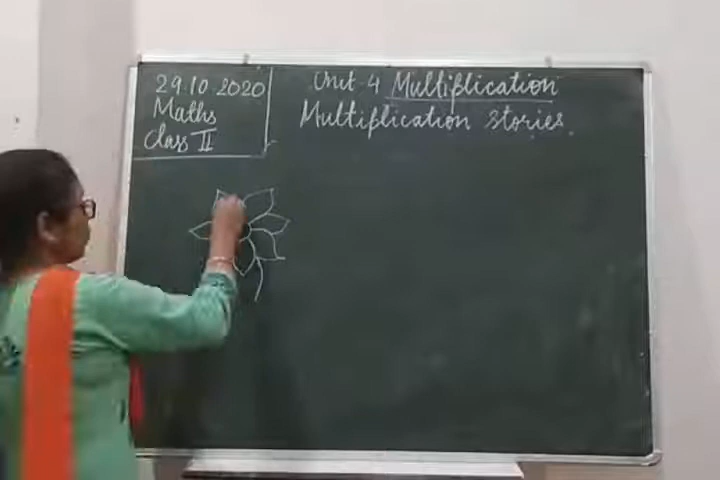 29.10 2020
Maths
Class II
Unit-4 Multiplication
Multiplication stories.